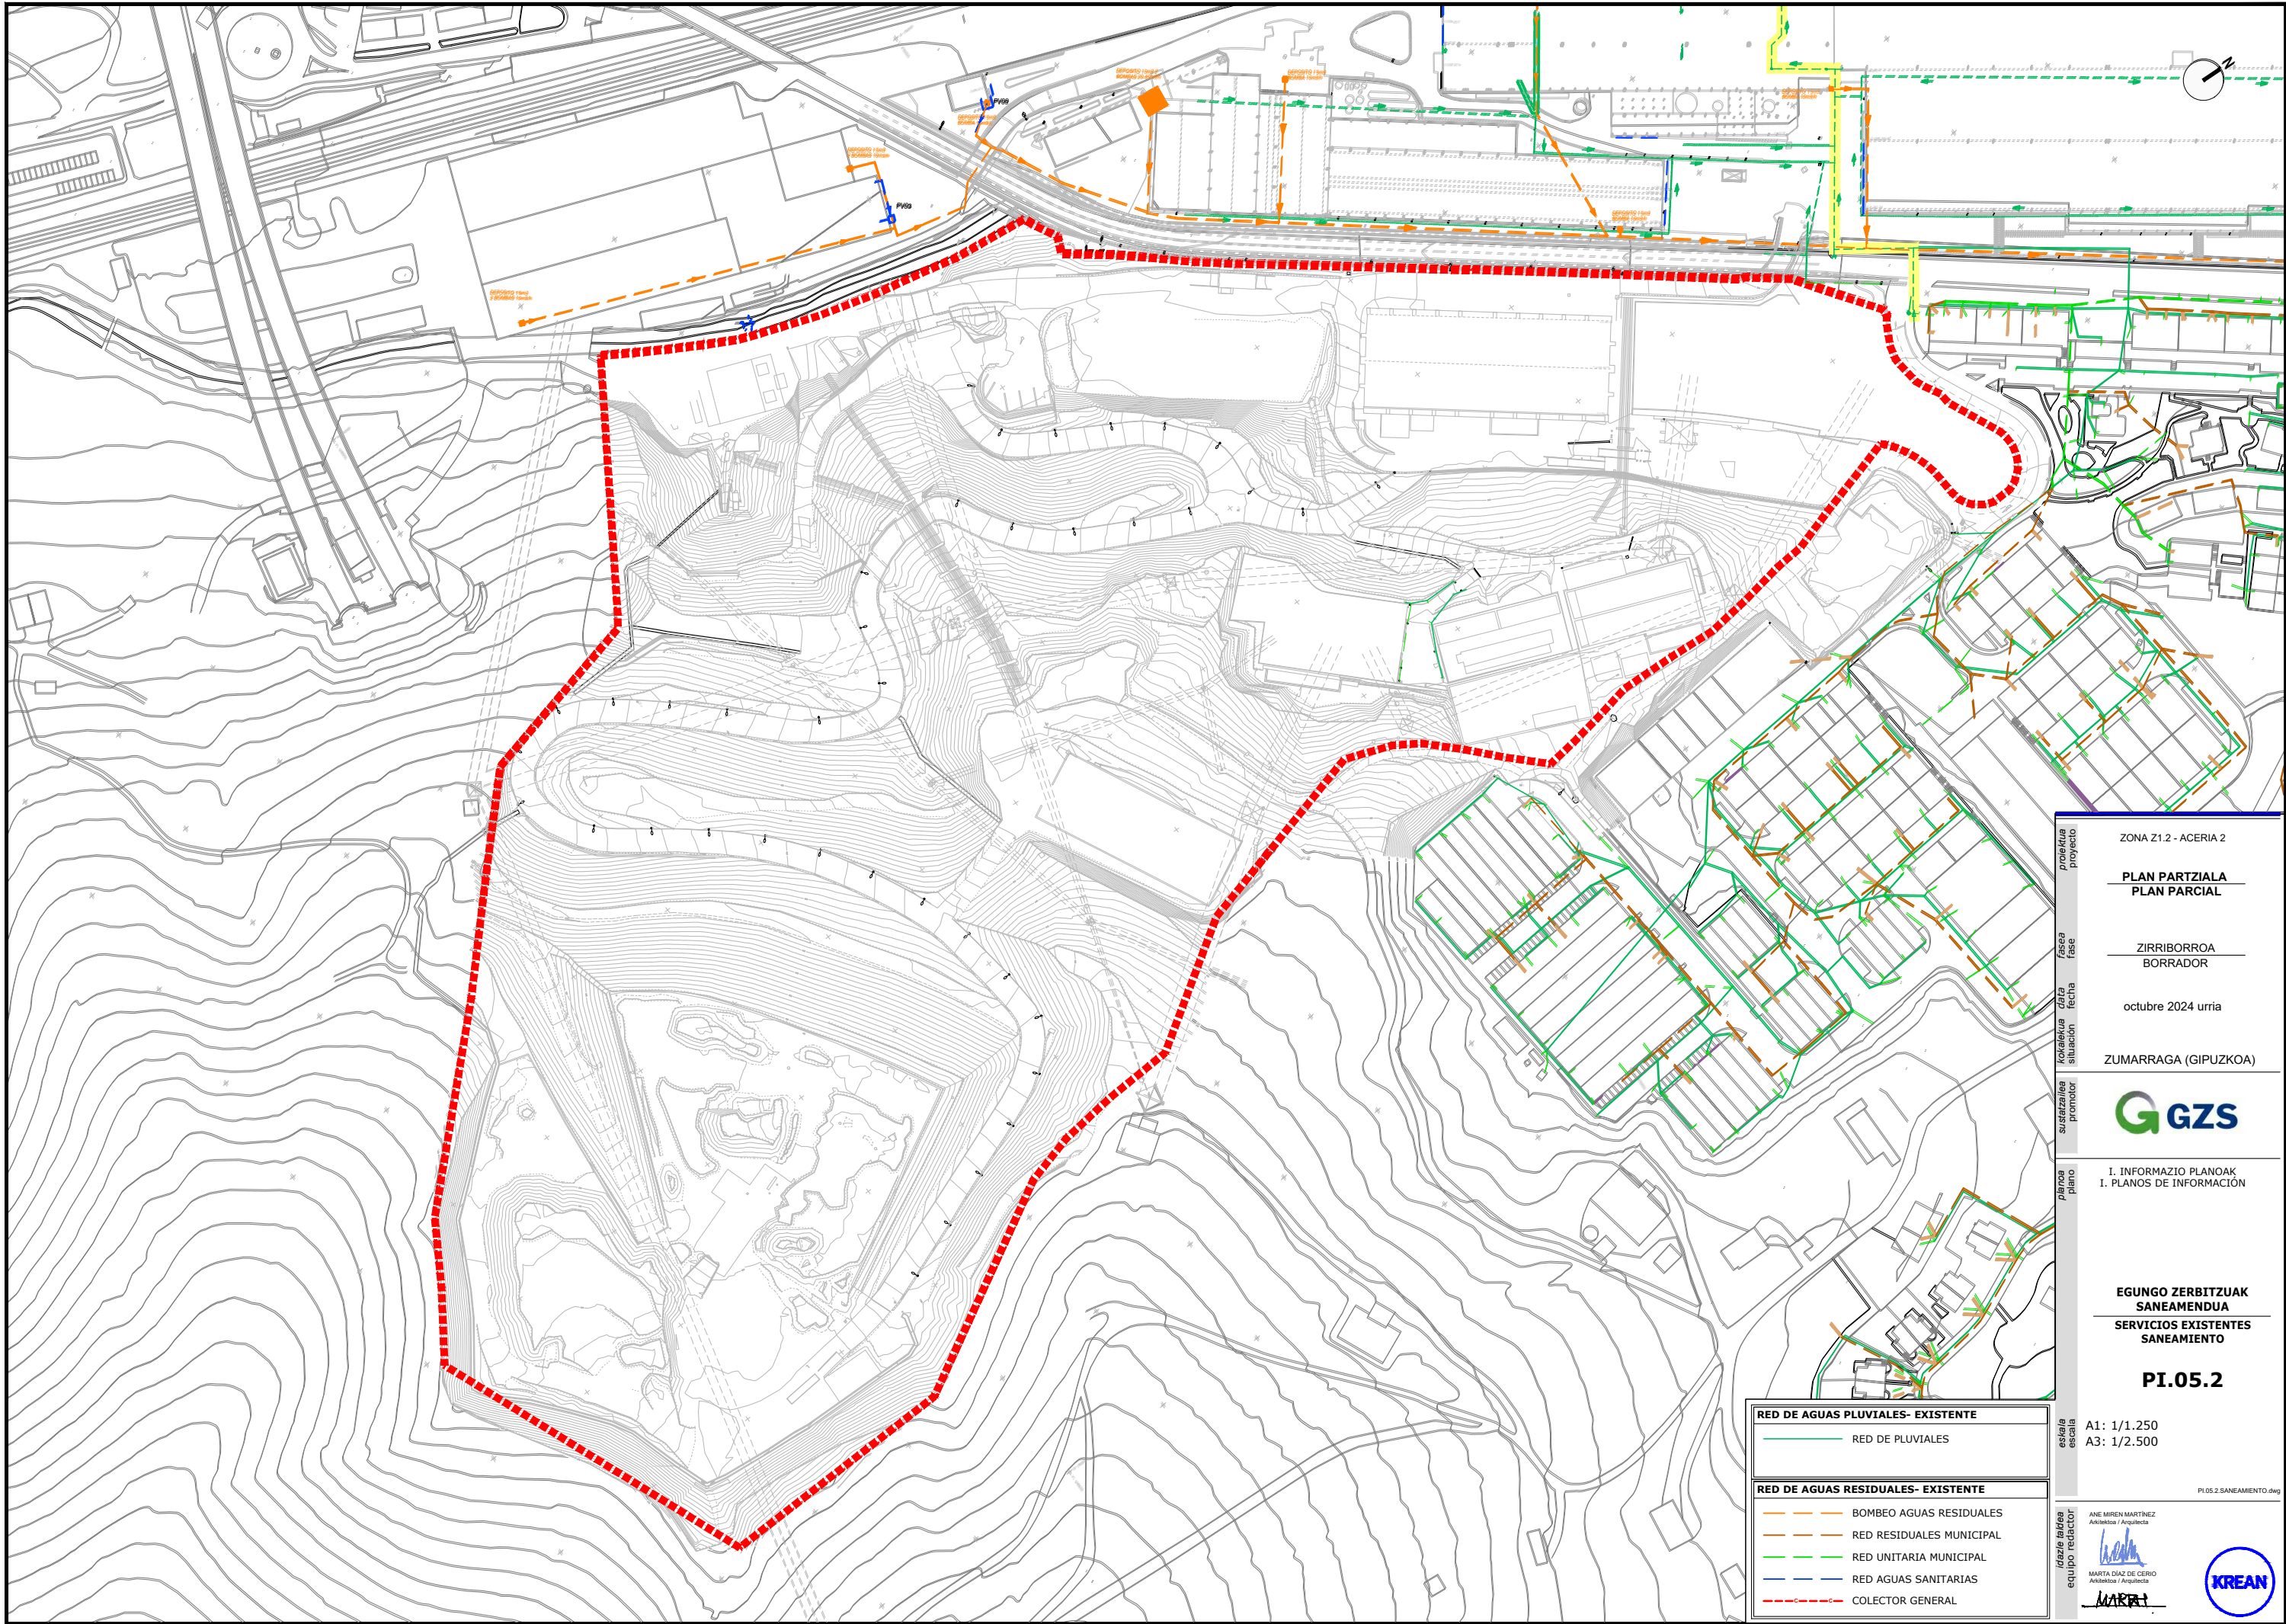 N
DEPOSITO
PV08
PV03
proiektua
proyecto
ZONA Z1.2 - ACERIA 2
PLAN PARTZIALA
PLAN PARCIAL
fasea
fase
ZIRRIBORROA
BORRADOR
data
fecha
octubre 2024 urria
kokalekua
situación
ZUMARRAGA (GIPUZKOA)
sustatzailea
promotor
GZS
planoa
plano
I. INFORMAZIO PLANOAK
I. PLANOS DE INFORMACIÓN
EGUNGO ZERBITZUAK
SANEAMENDUA
SERVICIOS EXISTENTES
SANEAMIENTO
PI.05.2
eskala
escala
A1: 1/1.250
A3: 1/2.500
PI.05.2.SANEAMIENTO.dwg
idazle taldea
equipo redactor
ANE MIREN MARTÍNEZ
Arkitektoa / Arquitecta
MARTA DÍAZ DE CERIO
Arkitektoa / Arquitecta
MARTA
KREAN
RED DE AGUAS PLUVIALES- EXISTENTE
RED DE PLUVIALES
RED DE AGUAS RESIDUALES- EXISTENTE
BOMBEO AGUAS RESIDUALES
RED RESIDUALES MUNICIPAL
RED UNITARIA MUNICIPAL
RED AGUAS SANITARIAS
COLECTOR GENERAL